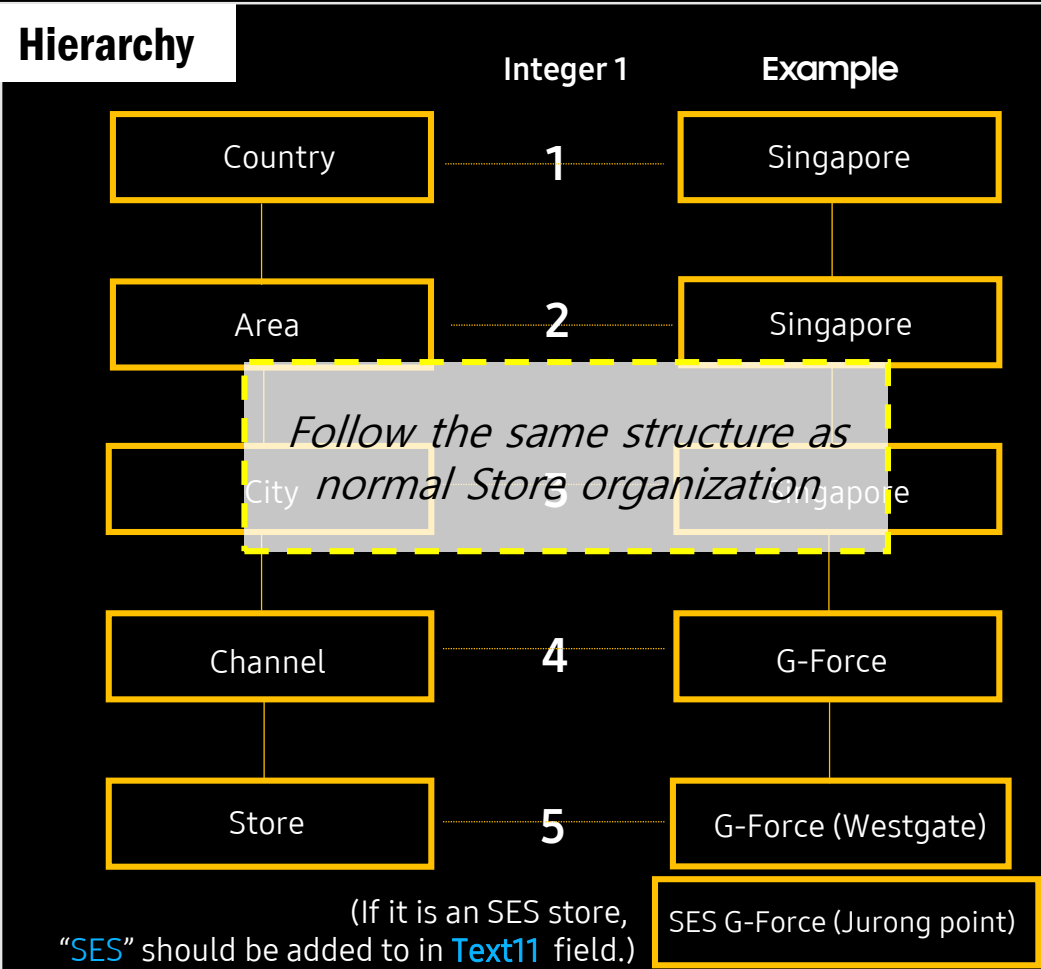 Hierarchy
Integer 1 Example
Country 1 Singapore
Area 2 Singapore
Follow the same structure as
normal Store organization
City 3 Singapore
Channel 4 G-Force
Store 5 G-Force (Westgate)
(If it is an SES store,
“SES” should be added to in Text11 field.)
SES G-Force (Jurong point)